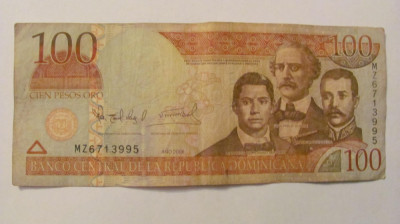 100
100
CIEN PESOS ORO
MZ6713995
MZ6713995
BANCO CENTRAL DE LA REPUBLICA DOMINICANA
100